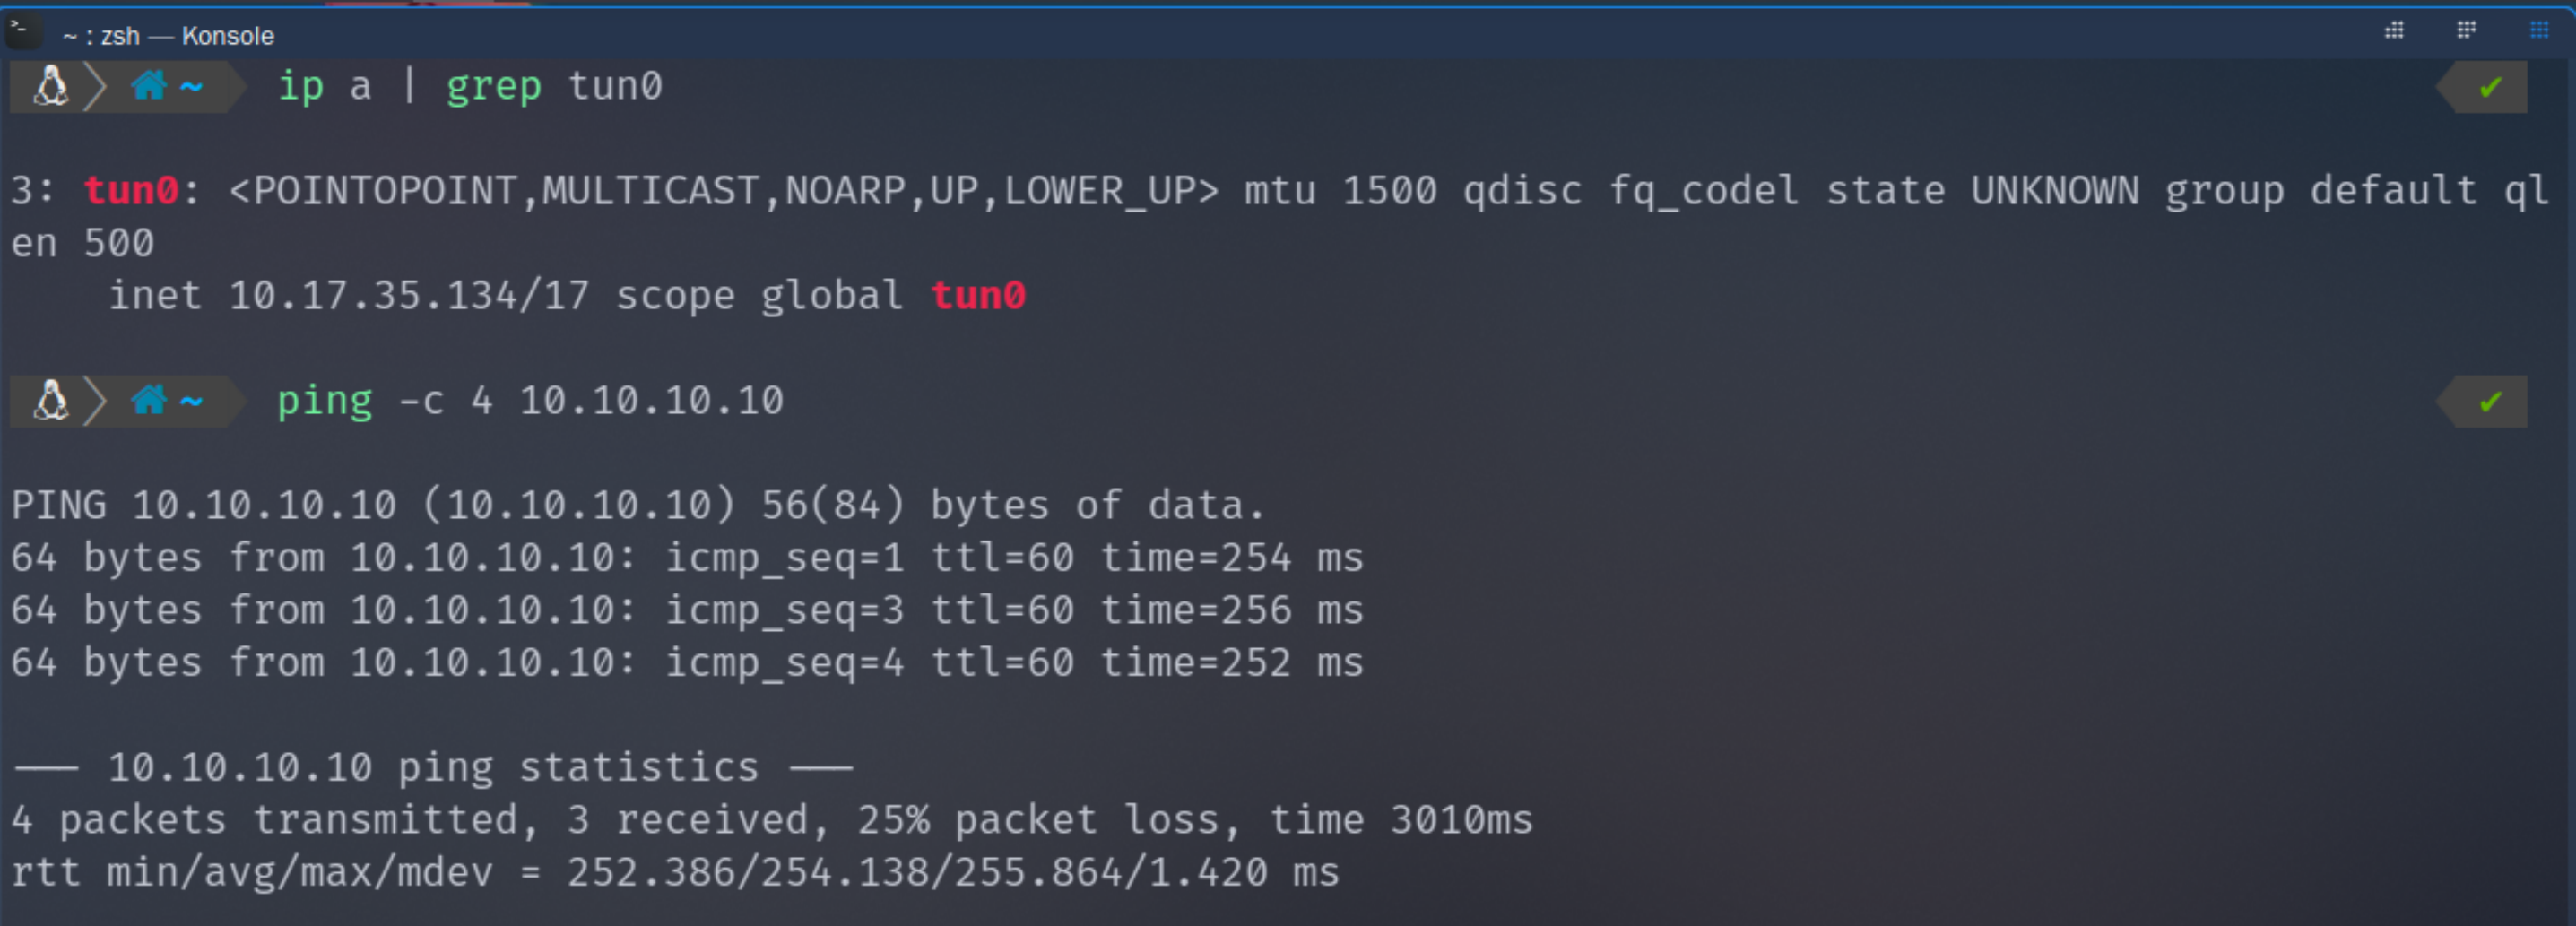 ~ : zsh — Konsole
~ ip a | grep tun0
3: tun0: <POINTOPOINT,MULTICAST,NOARP,UP,LOWER_UP> mtu 1500 qdisc fq_codel state UNKNOWN group default ql
en 500
inet 10.17.35.134/17 scope global tun0
~ ping -c 4 10.10.10.10
PING 10.10.10.10 (10.10.10.10) 56(84) bytes of data.
64 bytes from 10.10.10.10: icmp_seq=1 ttl=60 time=254 ms
64 bytes from 10.10.10.10: icmp_seq=3 ttl=60 time=256 ms
64 bytes from 10.10.10.10: icmp_seq=4 ttl=60 time=252 ms
--- 10.10.10.10 ping statistics ---
4 packets transmitted, 3 received, 25% packet loss, time 3010ms
rtt min/avg/max/mdev = 252.386/254.138/255.864/1.420 ms